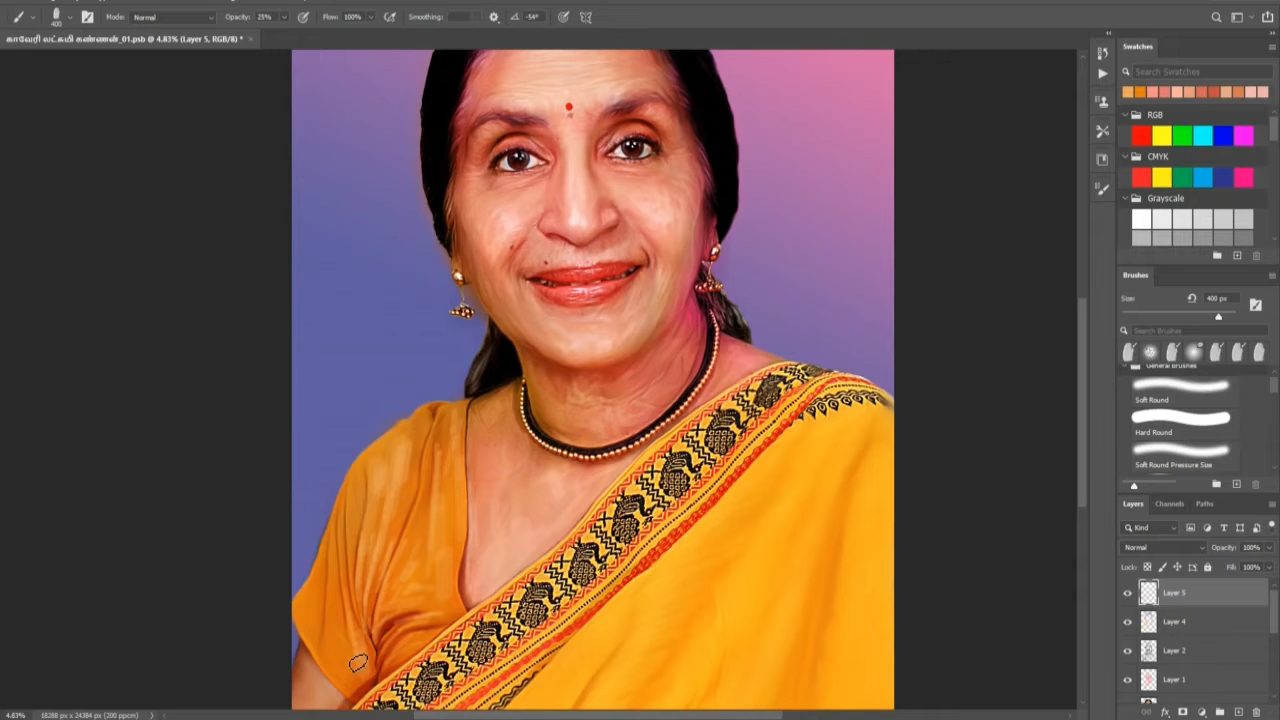 Mode: Normal Opacity: 25% Flow: 100% Smoothing: -54°
400
காவேரி லட்சுமி கண்ணன்_01.psb @ 4.83% (Layer 5, RGB/8) *
Swatches
Search Swatches
RGB
CMYK
Grayscale
Brushes
Size: 400 px
Search Brushes
General Brushes
Soft Round
Hard Round
Soft Round Pressure Size
Layers Channels Paths
Kind
Normal Opacity: 100%
Lock: Fill: 100%
Layer 5
Layer 4
Layer 2
Layer 1
4.83% 18288 px x 24384 px (200 ppcm)